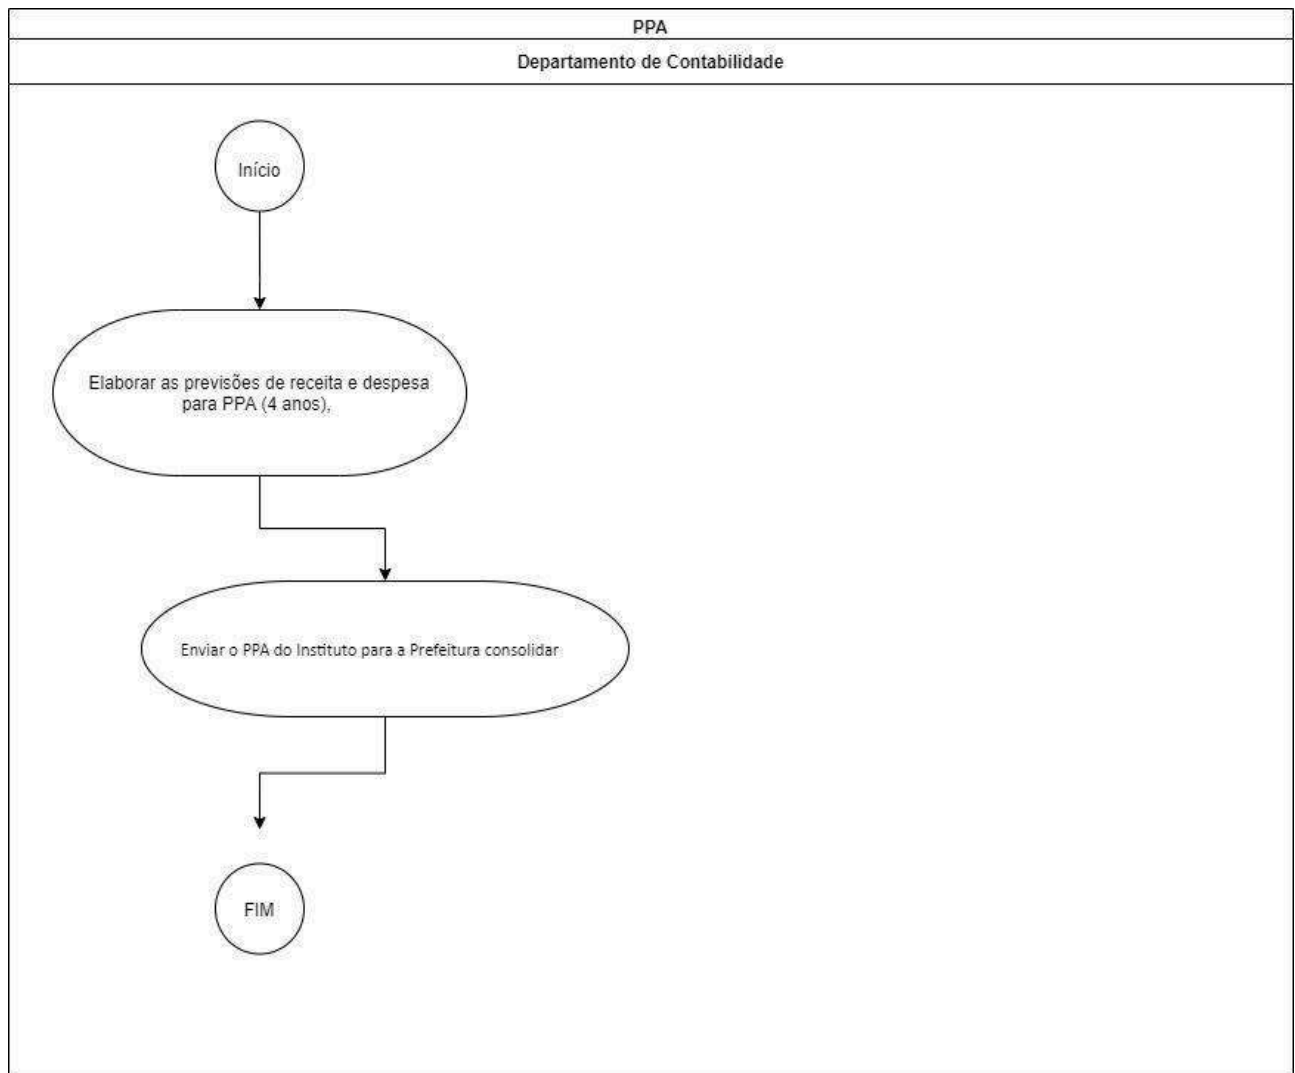 PPA
Departamento de Contabilidade
Início
Elaborar as previsões de receita e despesa
para PPA (4 anos),
Enviar o PPA do Instituto para a Prefeitura consolidar
FIM